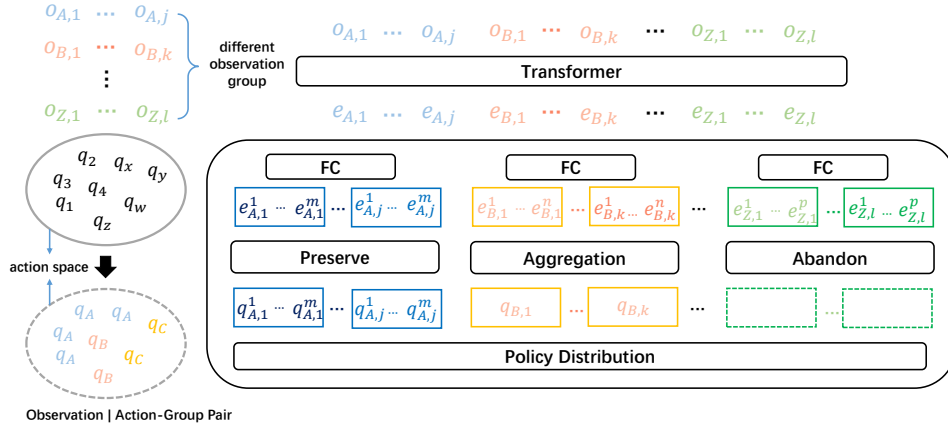 o_{A,1} ... o_{A,j}
o_{B,1} ... o_{B,k}
⋮
o_{Z,1} ... o_{Z,l}
different
observation
group
o_{A,1} ... o_{A,j} o_{B,1} ... o_{B,k} ... o_{Z,1} ... o_{Z,l}
Transformer
e_{A,1} ... e_{A,j} e_{B,1} ... e_{B,k} ... e_{Z,1} ... e_{Z,l}
q_2 q_x q_y
q_3 q_4
q_1 q_w
q_z
action space
q_A q_A q_C
q_A q_B
q_A q_C
q_B
Observation | Action-Group Pair
FC FC FC
e^1_{A,1} ... e^m_{A,1} ... e^1_{A,j} ... e^m_{A,j} e^1_{B,1} ... e^n_{B,1} ... e^1_{B,k} ... e^n_{B,k} ... e^1_{Z,1} ... e^p_{Z,1} ... e^1_{Z,l} ... e^p_{Z,l}
Preserve Aggregation Abandon
q^1_{A,1} ... q^m_{A,1} ... q^1_{A,j} ... q^m_{A,j} q_{B,1} ... q_{B,k} ... ...
Policy Distribution